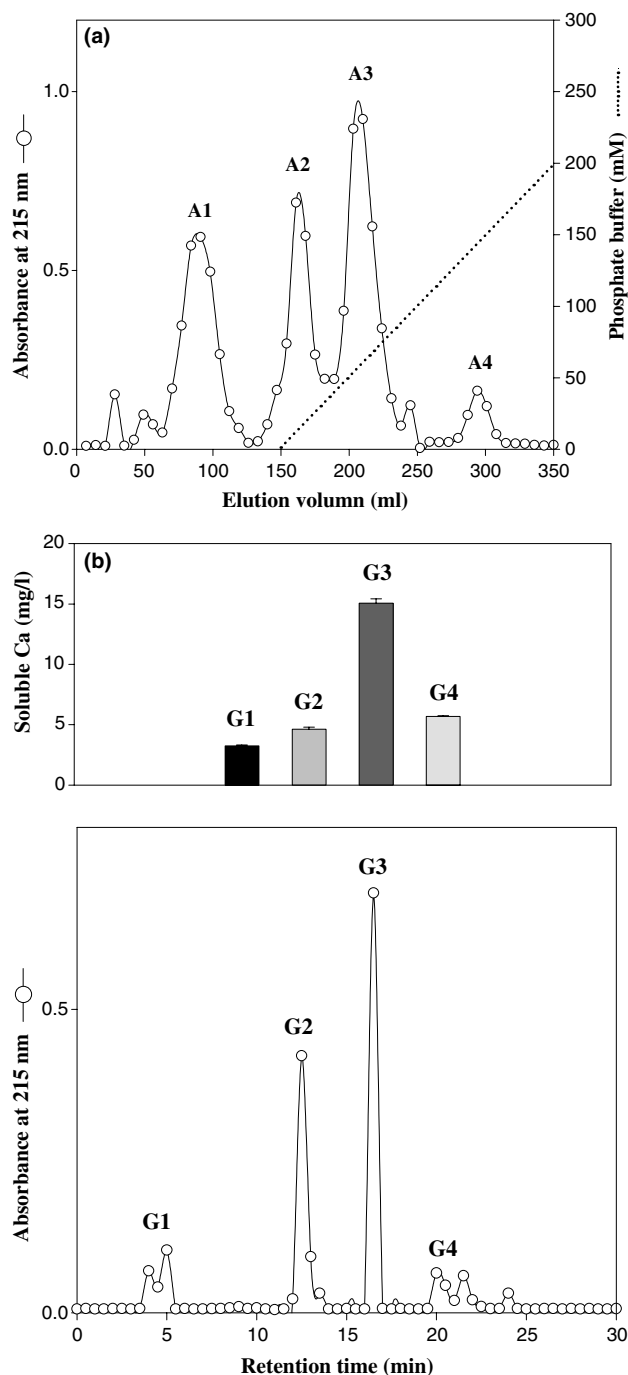 (a)
A1
A2
A3
A4
1.0
0.5
0.0
300
250
200
150
100
50
0
0 50 100 150 200 250 300 350
Absorbance at 215 nm
Phosphate buffer (mM)
Elution volumn (ml)
(b)
G1
G2
G3
G4
20
15
10
5
0
Soluble Ca (mg/l)
G1
G2
G3
G4
0.5
0.0
0 5 10 15 20 25 30
Absorbance at 215 nm
Retention time (min)